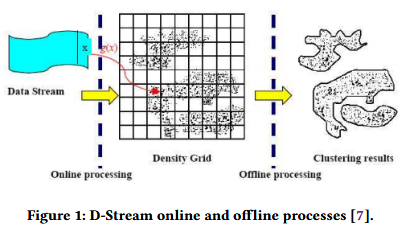 x
g(x)
Data Stream
Density Grid
Clustering results
Online processing
Offline processing
Figure 1: D-Stream online and offline processes [7].